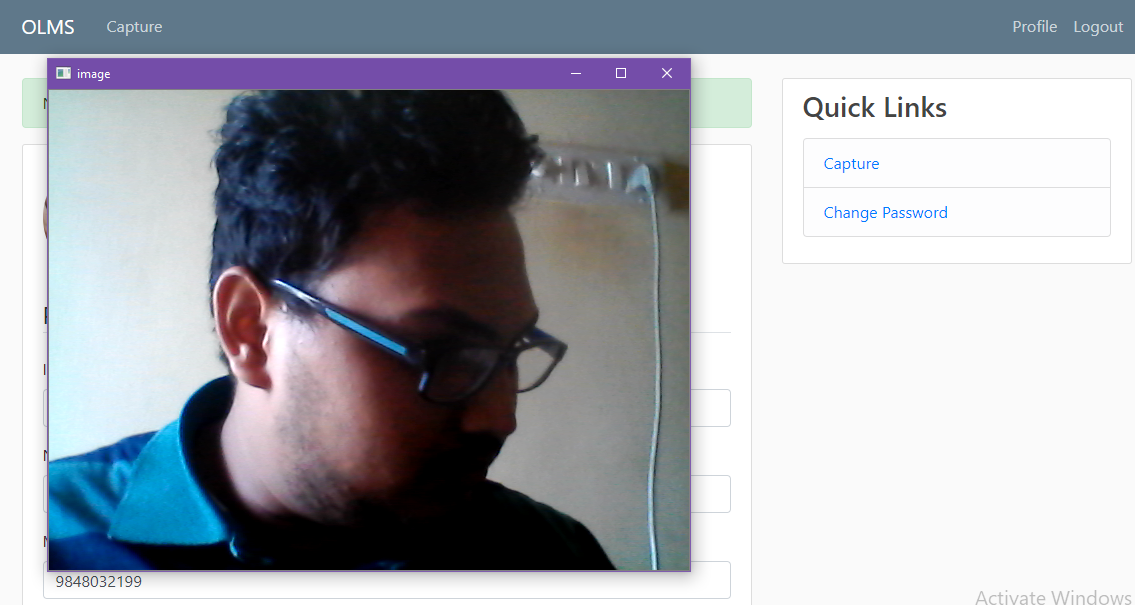 OLMS Capture Profile Logout
image
Quick Links
Capture
Change Password
9848032199
Activate Windows